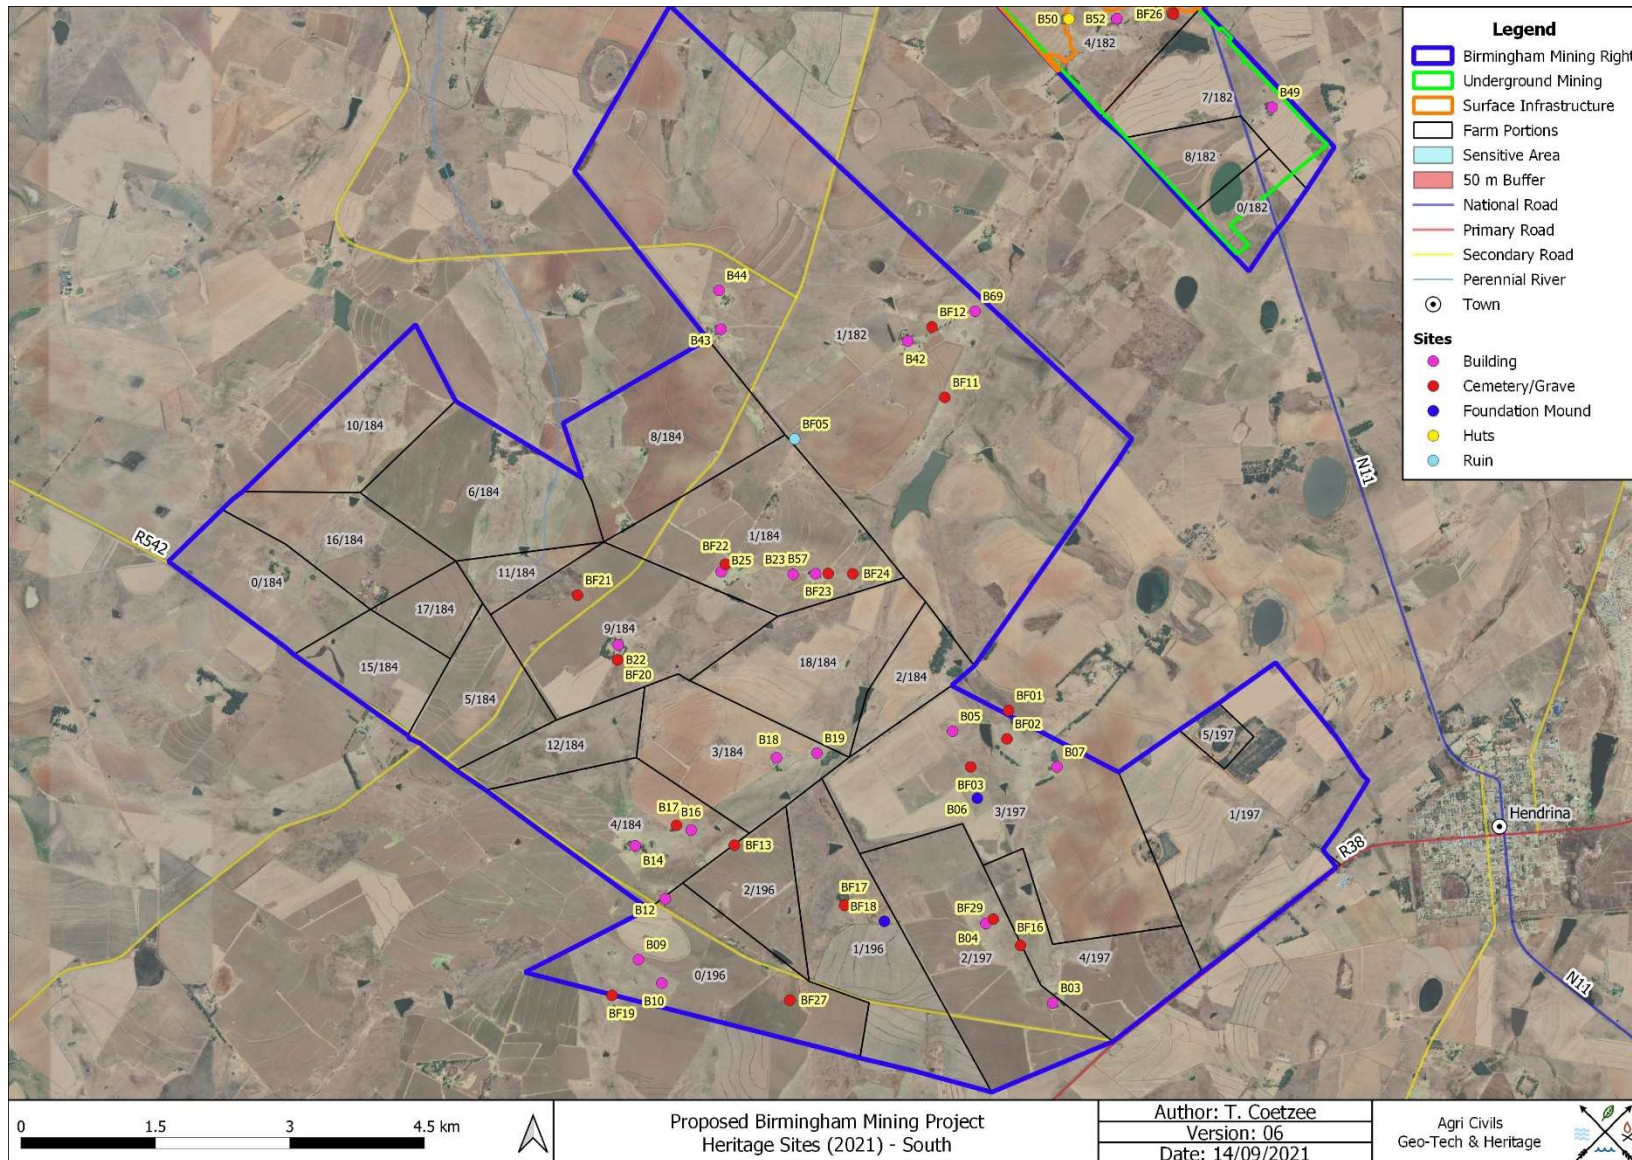 B50
B52
BF26
4/182
B49
7/182
8/182
0/182
B44
B69
BF12
B43
1/182
B42
BF11
10/184
8/184
BF05
N11
6/184
R542
16/184
1/184
BF22
B25
B23
B57
0/184
11/184
BF21
BF23
BF24
17/184
9/184
15/184
B22
BF20
18/184
2/184
5/184
BF01
B05
BF02
5/197
12/184
3/184
B18
B19
B07
BF03
B06
3/197
1/197
Hendrina
B17
B16
4/184
B14
BF13
R38
2/196
BF17
BF18
B12
BF29
BF16
B04
1/196
2/197
4/197
B09
0/196
B10
BF19
BF27
B03
N11
Legend
Birmingham Mining Right
Underground Mining
Surface Infrastructure
Farm Portions
Sensitive Area
50 m Buffer
National Road
Primary Road
Secondary Road
Perennial River
Town
Sites
Building
Cemetery/Grave
Foundation Mound
Huts
Ruin
0 1.5 3 4.5 km
Proposed Birmingham Mining Project
Heritage Sites (2021) - South
Author: T. Coetzee
Version: 06
Date: 14/09/2021
Agri Civils
Geo-Tech & Heritage